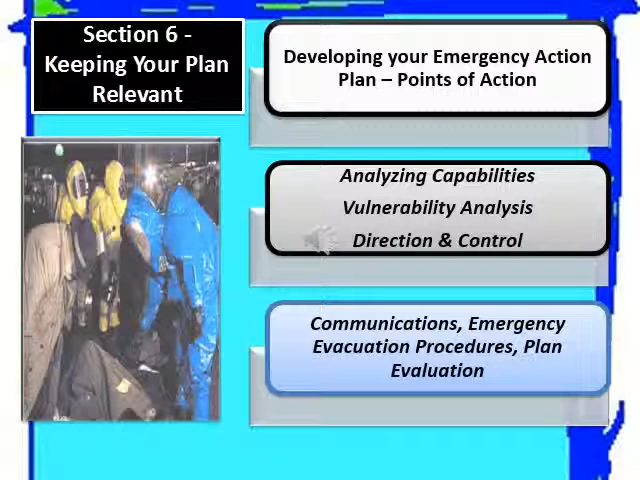 Section 6 -
Keeping Your Plan
Relevant
Developing your Emergency Action
Plan – Points of Action
Analyzing Capabilities
Vulnerability Analysis
Direction & Control
Communications, Emergency
Evacuation Procedures, Plan
Evaluation